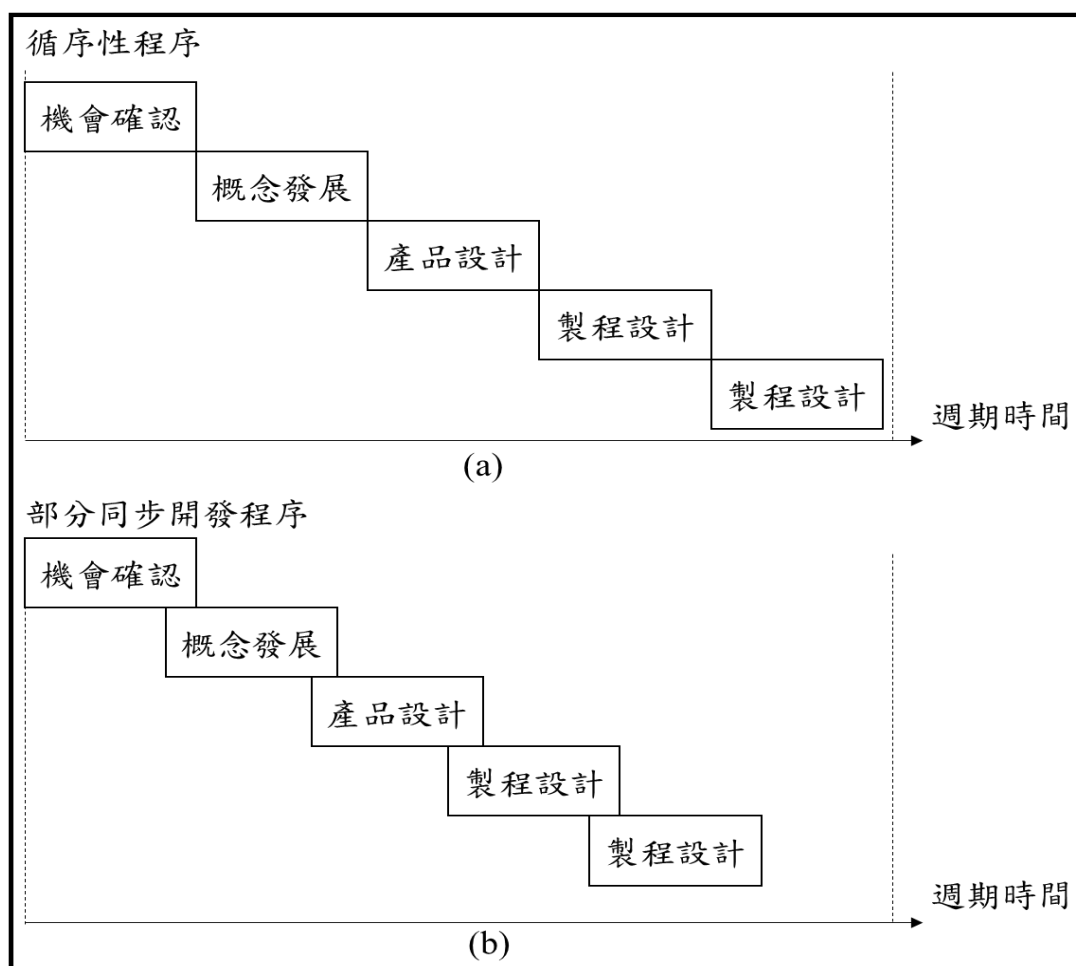 循序性程序
機會確認
概念發展
產品設計
製程設計
製程設計
週期時間
(a)
部分同步開發程序
機會確認
概念發展
產品設計
製程設計
製程設計
週期時間
(b)